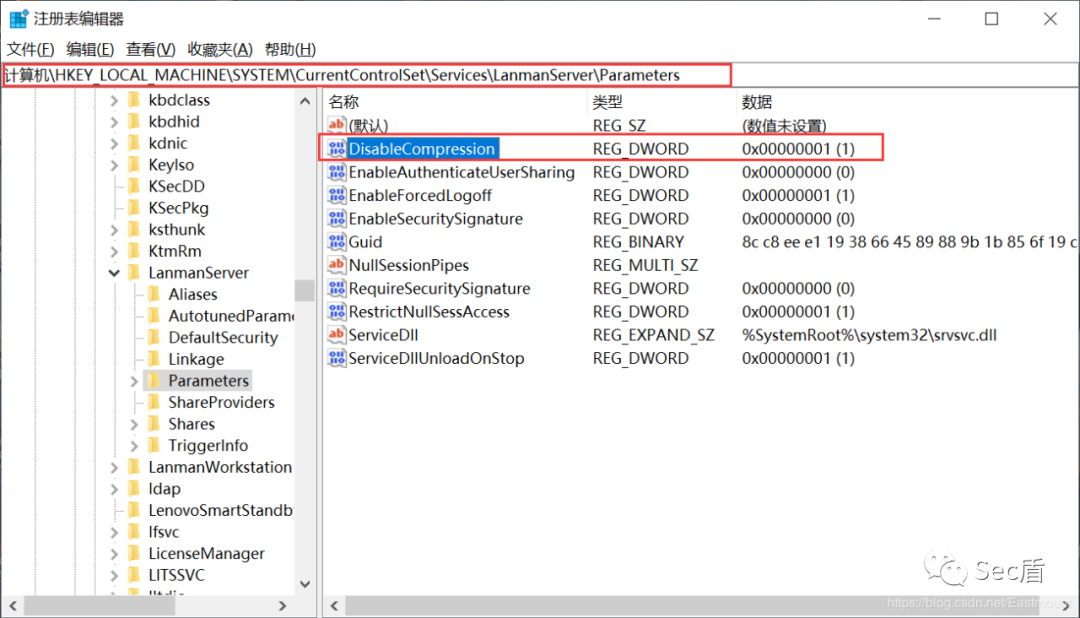 注册表编辑器
文件(F) 编辑(E) 查看(V) 收藏夹(A) 帮助(H)
计算机\HKEY_LOCAL_MACHINE\SYSTEM\CurrentControlSet\Services\LanmanServer\Parameters
kbdclass
kbdhid
kdnic
KeyIso
KSecDD
KSecPkg
ksthunk
KtmRm
LanmanServer
Aliases
AutotunedParame
DefaultSecurity
Linkage
Parameters
ShareProviders
Shares
TriggerInfo
LanmanWorkstation
ldap
LenovoSmartStandb
lfsvc
LicenseManager
LITSSVC
名称 类型 数据
(默认) REG_SZ (数值未设置)
DisableCompression REG_DWORD 0x00000001 (1)
EnableAuthenticateUserSharing REG_DWORD 0x00000000 (0)
EnableForcedLogoff REG_DWORD 0x00000001 (1)
EnableSecuritySignature REG_DWORD 0x00000000 (0)
Guid REG_BINARY 8c c8 ee e1 19 38 66 45 89 88 9b 1b 85 6f 19 c
NullSessionPipes REG_MULTI_SZ
RequireSecuritySignature REG_DWORD 0x00000000 (0)
RestrictNullSessAccess REG_DWORD 0x00000001 (1)
ServiceDll REG_EXPAND_SZ %SystemRoot%\system32\srvsvc.dll
ServiceDllUnloadOnStop REG_DWORD 0x00000001 (1)
Sec盾